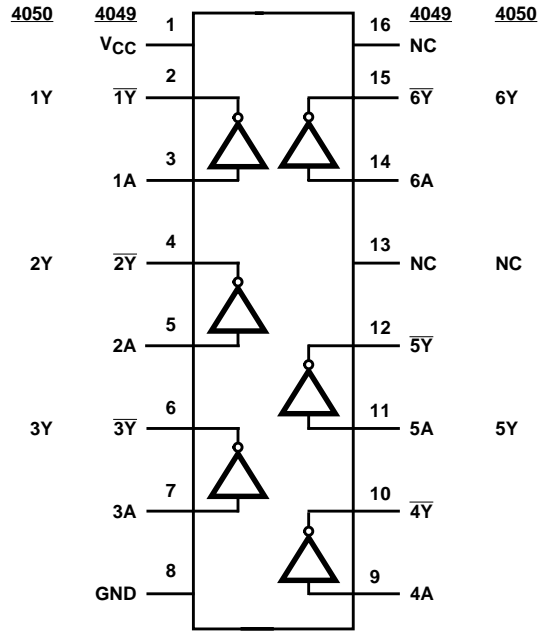 4050 4049 1 16 4049 4050
VCC NC
2 15
1Y 1Y 6Y 6Y
3 14
1A 6A
4 13
2Y 2Y NC NC
5 12
2A 5Y
6 11
3Y 3Y 5A 5Y
7 10
3A 4Y
8 9
GND 4A